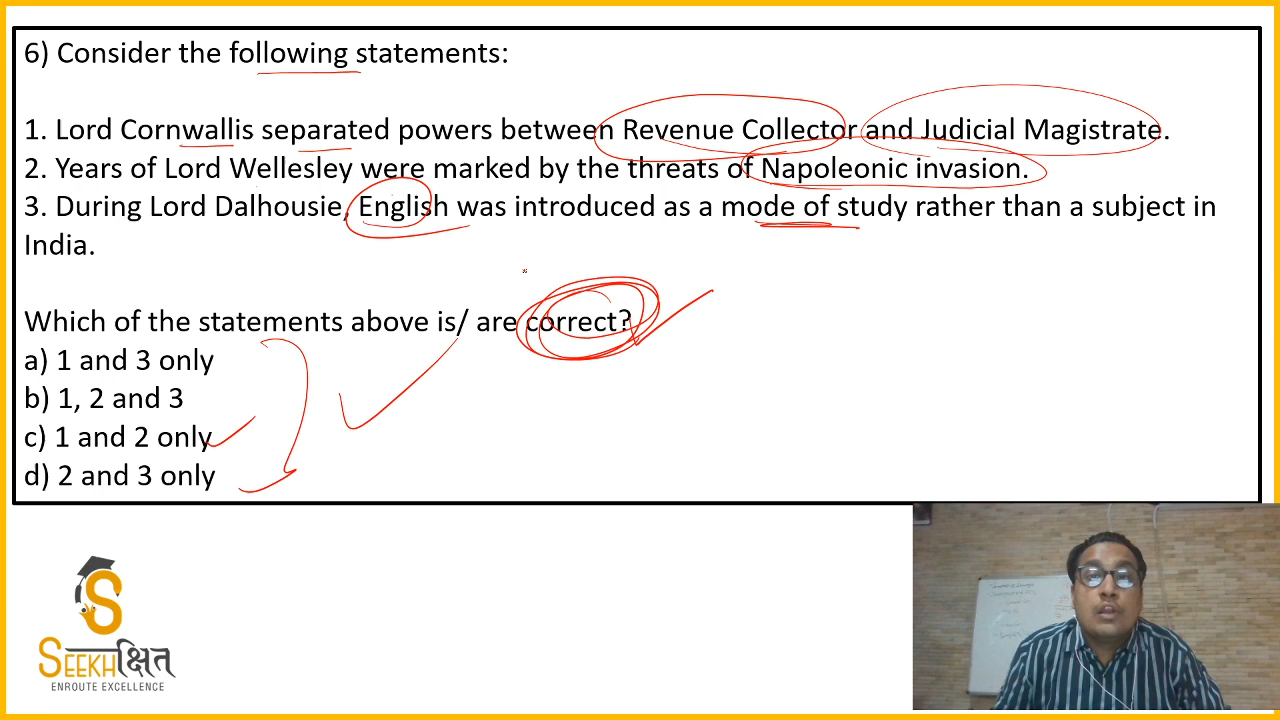 6) Consider the following statements:
1. Lord Cornwallis separated powers between Revenue Collector and Judicial Magistrate.
2. Years of Lord Wellesley were marked by the threats of Napoleonic invasion.
3. During Lord Dalhousie, English was introduced as a mode of study rather than a subject in
India.
Which of the statements above is/ are correct?
a) 1 and 3 only
b) 1, 2 and 3
c) 1 and 2 only
d) 2 and 3 only
S
SEEKHक्षित
ENROUTE EXCELLENCE